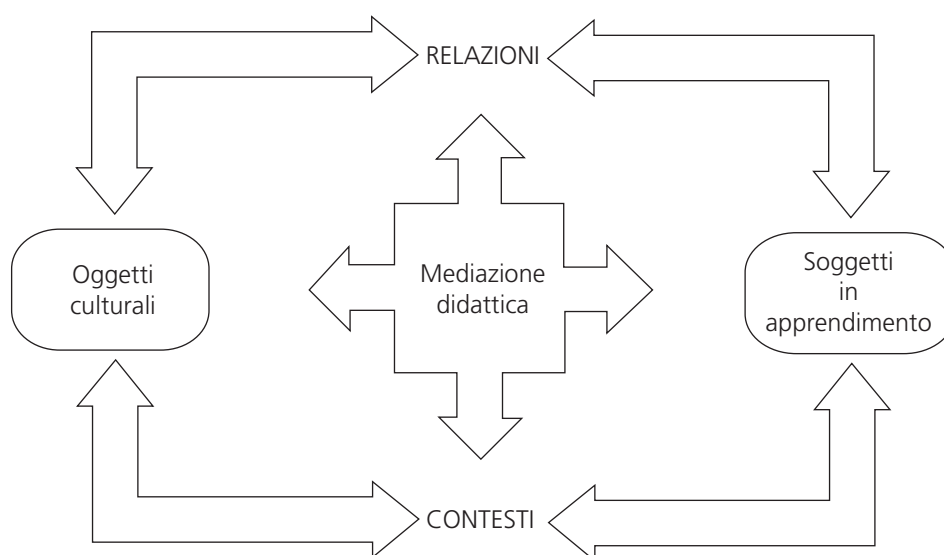 RELAZIONI
Oggetti
culturali
Mediazione
didattica
Soggetti
in
apprendimento
CONTESTI